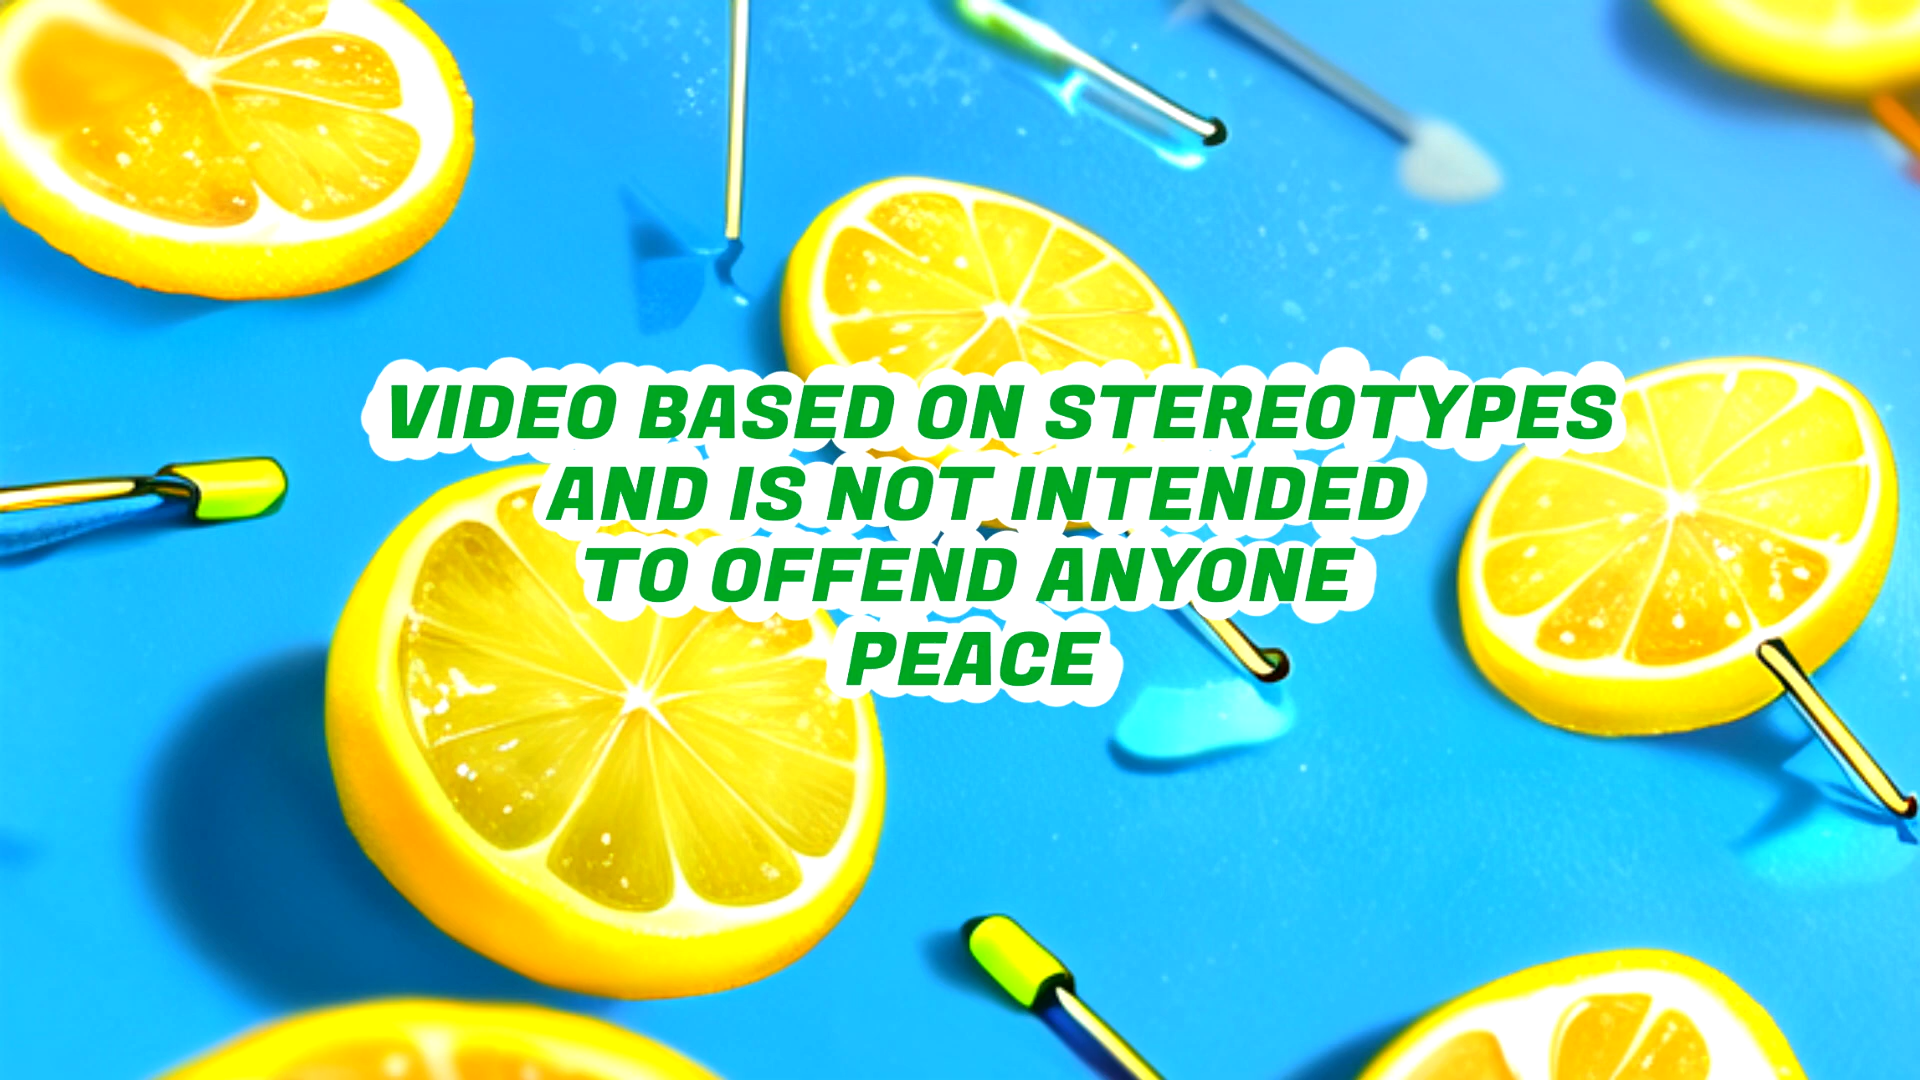 VIDEO BASED ON STEREOTYPES
AND IS NOT INTENDED
TO OFFEND ANYONE
PEACE